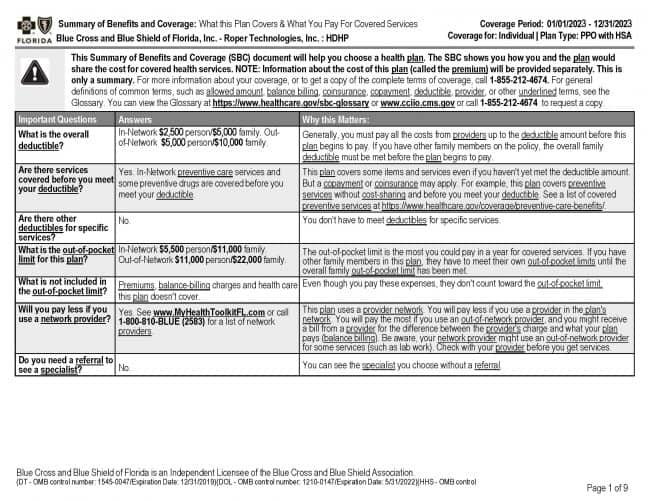 Summary of Benefits and Coverage: What this Plan Covers & What You Pay For Covered Services
Coverage Period: 01/01/2023 - 12/31/2023
FLORIDA
Blue Cross and Blue Shield of Florida, Inc. - Roper Technologies, Inc. : HDHP
Coverage for: Individual | Plan Type: PPO with HSA
This Summary of Benefits and Coverage (SBC) document will help you choose a health plan. The SBC shows you how you and the plan would
share the cost for covered health services. NOTE: Information about the cost of this plan (called the premium) will be provided separately. This is
only a summary. For more information about your coverage, or to get a copy of the complete terms of coverage, call 1-855-212-4674. For general
definitions of common terms, such as allowed amount, balance billing, coinsurance, copayment, deductible, provider, or other underlined terms, see the
Glossary. You can view the Glossary at https://www.healthcare.gov/sbc-glossary or www.cciio.cms.gov or call 1-855-212-4674 to request a copy.
Important Questions
Answers
Why this Matters:
What is the overall
deductible?
In-Network $2,500 person/$5,000 family. Out-
of-Network $5,000 person/$10,000 family.
Generally, you must pay all the costs from providers up to the deductible amount before this
plan begins to pay. If you have other family members on the policy, the overall family
deductible must be met before the plan begins to pay.
Are there services
covered before you meet
your deductible?
Yes. In-Network preventive care services and
some preventive drugs are covered before you
meet your deductible.
This plan covers some items and services even if you haven't yet met the deductible amount.
But a copayment or coinsurance may apply. For example, this plan covers preventive
services without cost-sharing and before you meet your deductible. See a list of covered
preventive services at https://www.healthcare.gov/coverage/preventive-care-benefits/.
Are there other
deductibles for specific
services?
No.
You don't have to meet deductibles for specific services.
What is the out-of-pocket
limit for this plan?
In-Network $5,500 person/$11,000 family.
Out-of-Network $11,000 person/$22,000 family.
The out-of-pocket limit is the most you could pay in a year for covered services. If you have
other family members in this plan, they have to meet their own out-of-pocket limits until the
overall family out-of-pocket limit has been met.
What is not included in
the out-of-pocket limit?
Premiums, balance-billing charges and health care
this plan doesn't cover.
Even though you pay these expenses, they don't count toward the out-of-pocket limit.
Will you pay less if you
use a network provider?
Yes. See www.MyHealthToolkitFL.com or call
1-800-810-BLUE (2583) for a list of network
providers.
This plan uses a provider network. You will pay less if you use a provider in the plan's
network. You will pay the most if you use an out-of-network provider, and you might receive
a bill from a provider for the difference between the provider's charge and what your plan
pays (balance billing). Be aware, your network provider might use an out-of-network provider
for some services (such as lab work). Check with your provider before you get services.
Do you need a referral to
see a specialist?
No.
You can see the specialist you choose without a referral.
Blue Cross and Blue Shield of Florida is an Independent Licensee of the Blue Cross and Blue Shield Association.
(DT - OMB control number: 1545-0047/Expiration Date: 12/31/2019)(DOL - OMB control number: 1210-0147/Expiration Date: 5/31/2022)(HHS - OMB control
Page 1 of 9